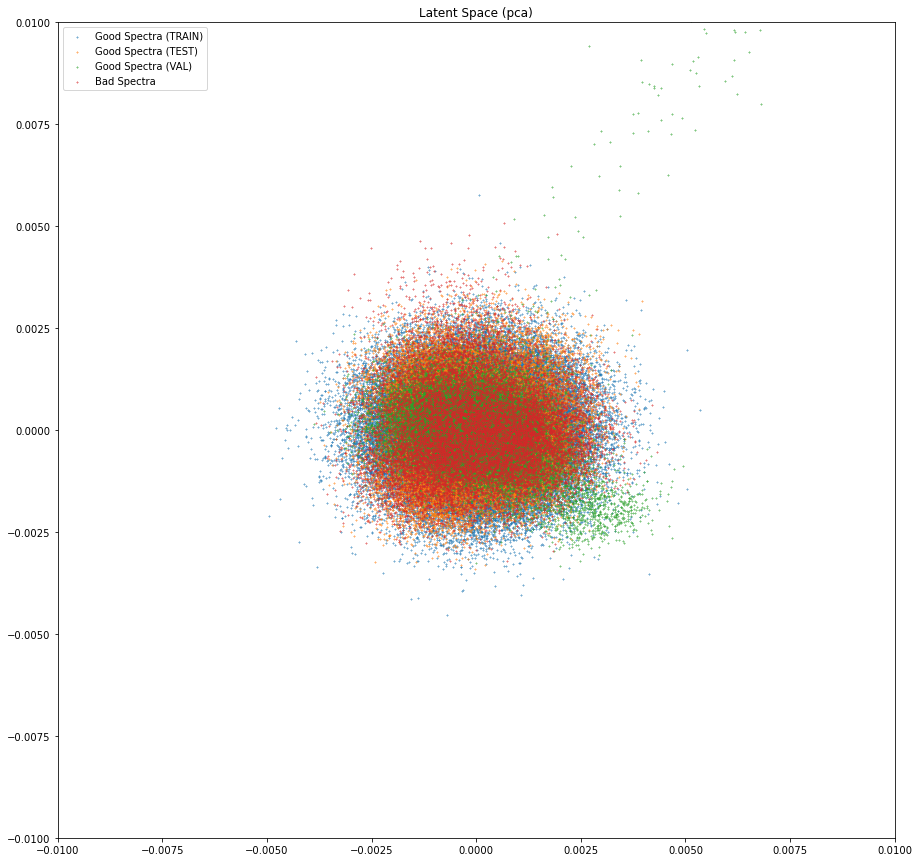 Latent Space (pca)
Good Spectra (TRAIN)
Good Spectra (TEST)
Good Spectra (VAL)
Bad Spectra
0.0100
0.0075
0.0050
0.0025
0.0000
−0.0025
−0.0050
−0.0075
−0.0100
−0.0100 −0.0075 −0.0050 −0.0025 0.0000 0.0025 0.0050 0.0075 0.0100